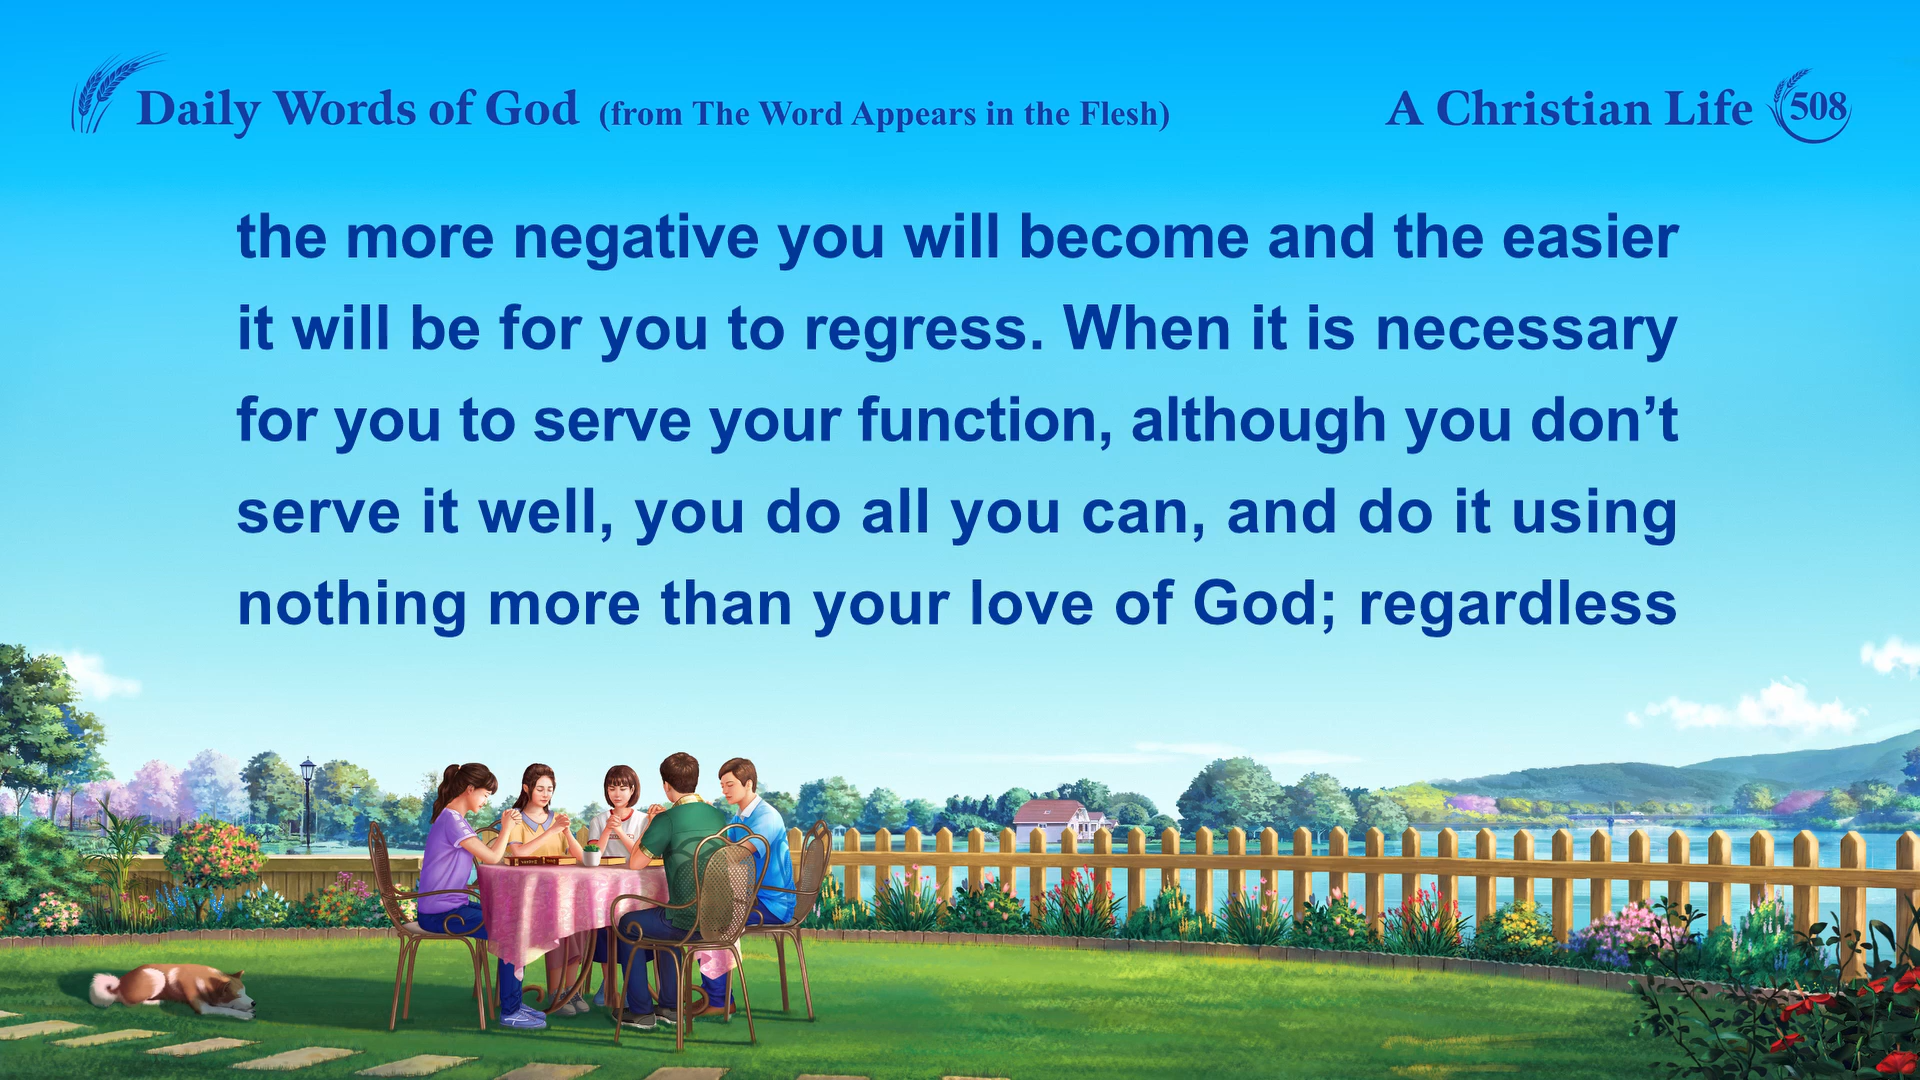 Daily Words of God (from The Word Appears in the Flesh)
A Christian Life 508
the more negative you will become and the easier
it will be for you to regress. When it is necessary
for you to serve your function, although you don’t
serve it well, you do all you can, and do it using
nothing more than your love of God; regardless